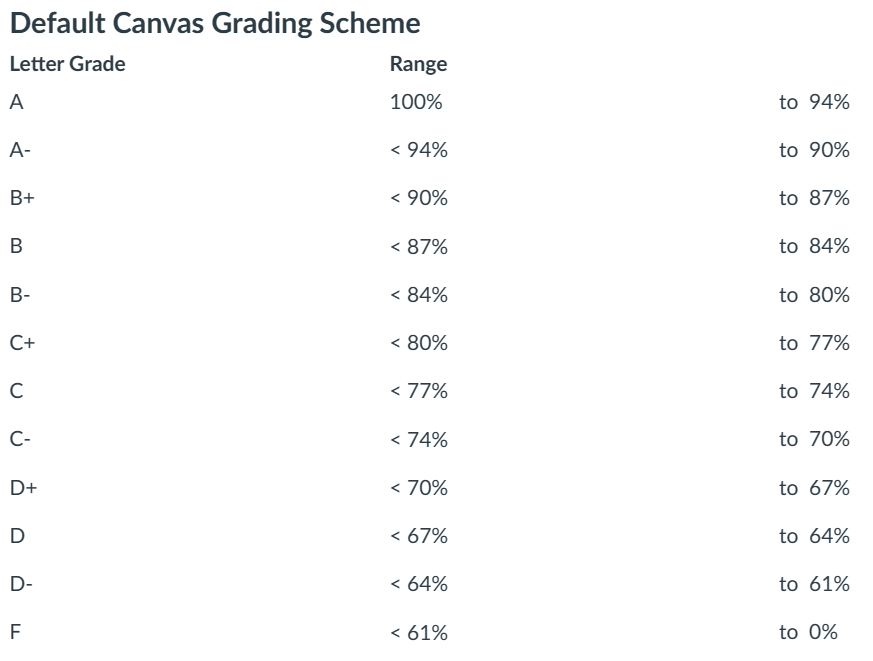 Default Canvas Grading Scheme
Letter Grade Range
A 100% to 94%
A- < 94% to 90%
B+ < 90% to 87%
B < 87% to 84%
B- < 84% to 80%
C+ < 80% to 77%
C < 77% to 74%
C- < 74% to 70%
D+ < 70% to 67%
D < 67% to 64%
D- < 64% to 61%
F < 61% to 0%